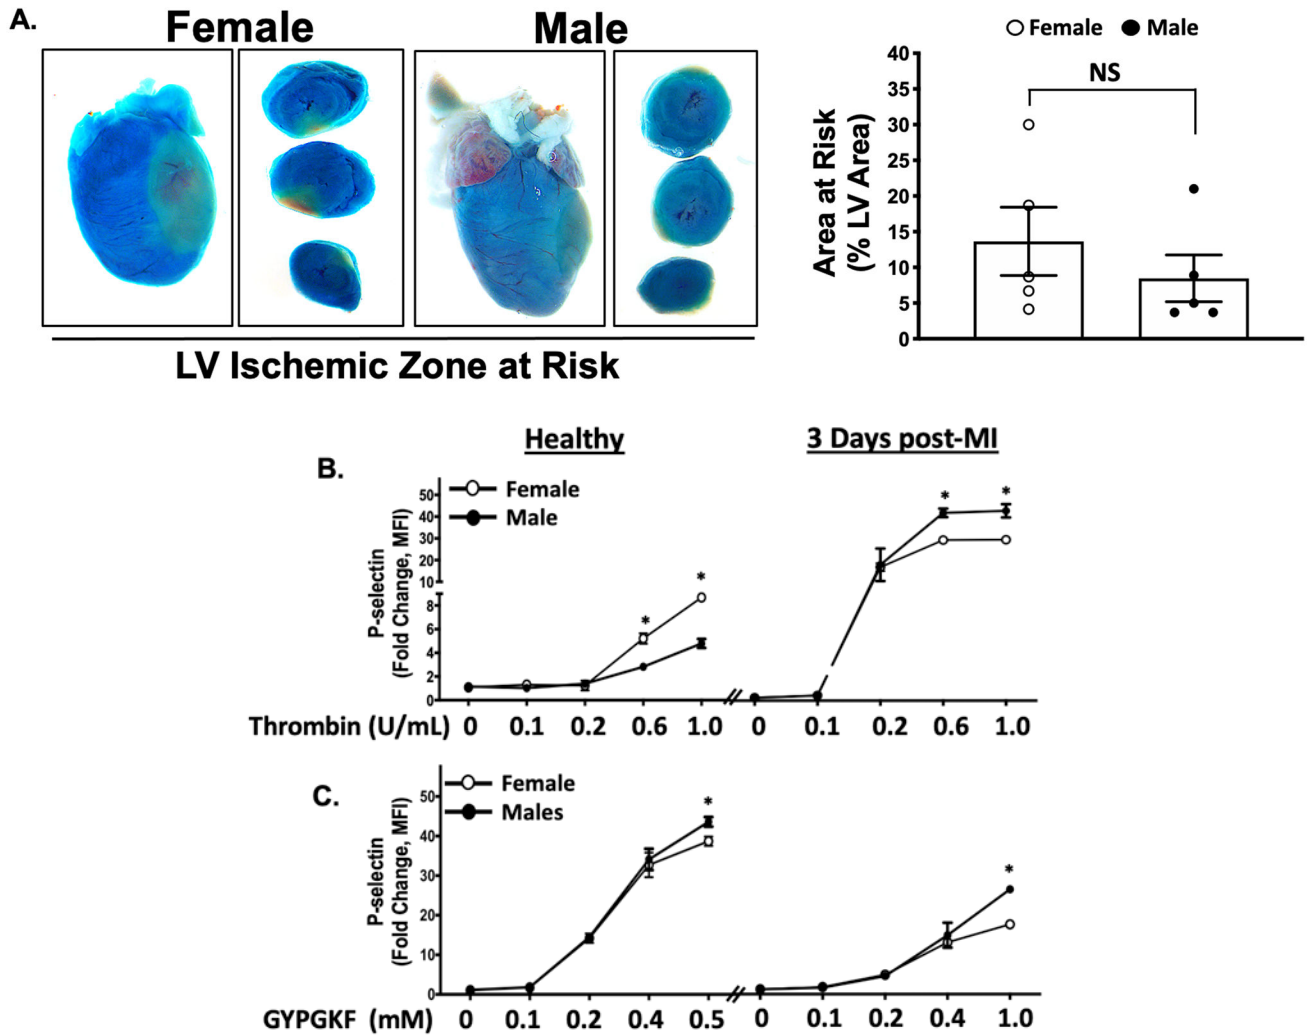 A.
Female Male
LV Ischemic Zone at Risk
○ Female ● Male
NS
Area at Risk
(% LV Area)
40
35
30
25
20
15
10
5
0
Healthy 3 Days post-MI
B.
Female
Male
P-selectin
(Fold Change, MFI)
50
40
30
20
10
8
6
4
2
0
* * * *
Thrombin (U/mL) 0 0.1 0.2 0.6 1.0 0 0.1 0.2 0.6 1.0
C.
Female
Males
P-selectin
(Fold Change, MFI)
50
40
30
20
10
0
* *
GYPGKF (mM) 0 0.1 0.2 0.4 0.5 0 0.1 0.2 0.4 1.0